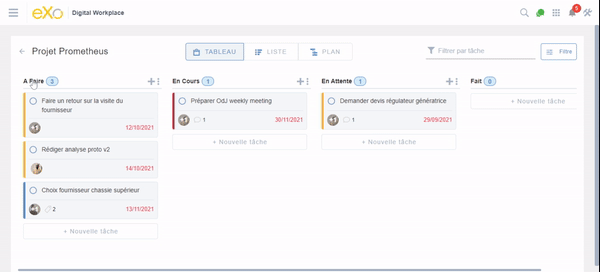 eXo Digital Workplace 5
Projet Prometheus TABLEAU LISTE PLAN Filtrer par tâche Filtre
A Faire 3
Faire un retour sur la visite du
fournisseur
12/10/2021
Rédiger analyse proto v2
14/10/2021
Choix fournisseur chassie supérieur
2 13/11/2021
+ Nouvelle tâche
En Cours 1
Préparer OdJ weekly meeting
1 30/11/2021
+ Nouvelle tâche
En Attente 1
Demander devis régulateur génératrice
1 29/09/2021
+ Nouvelle tâche
Fait 0
+ Nouvelle tâche